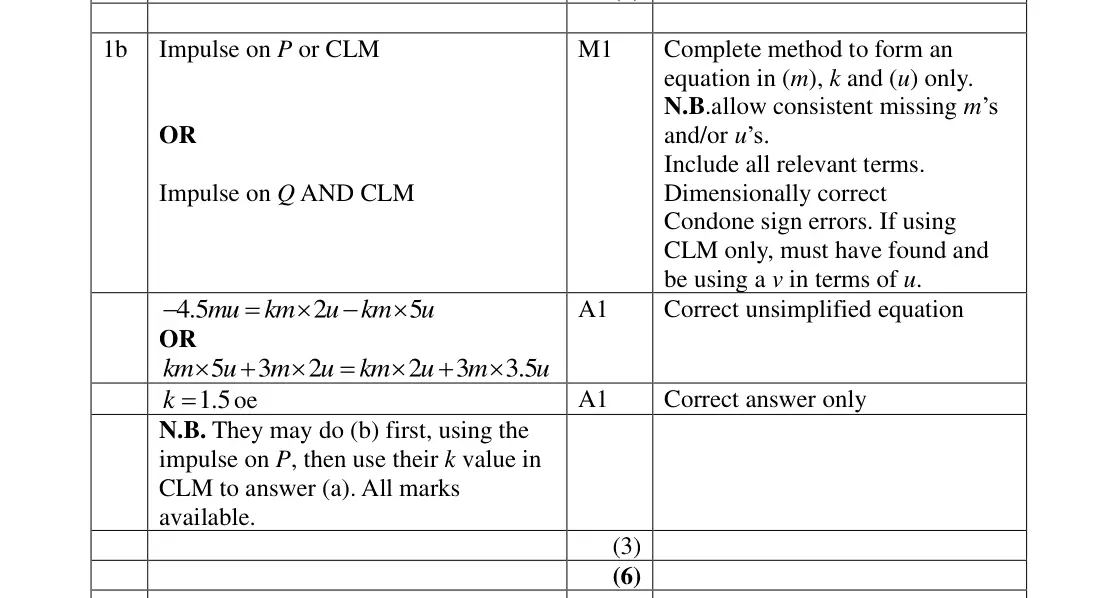 1b Impulse on P or CLM M1 Complete method to form an
equation in (m), k and (u) only.
N.B.allow consistent missing m’s
OR and/or u’s.
Include all relevant terms.
Impulse on Q AND CLM Dimensionally correct
Condone sign errors. If using
CLM only, must have found and
be using a v in terms of u.
−4.5mu = km×2u − km×5u A1 Correct unsimplified equation
OR
km×5u + 3m×2u = km×2u + 3m×3.5u
k = 1.5 oe A1 Correct answer only
N.B. They may do (b) first, using the
impulse on P, then use their k value in
CLM to answer (a). All marks
available.
(3)
(6)